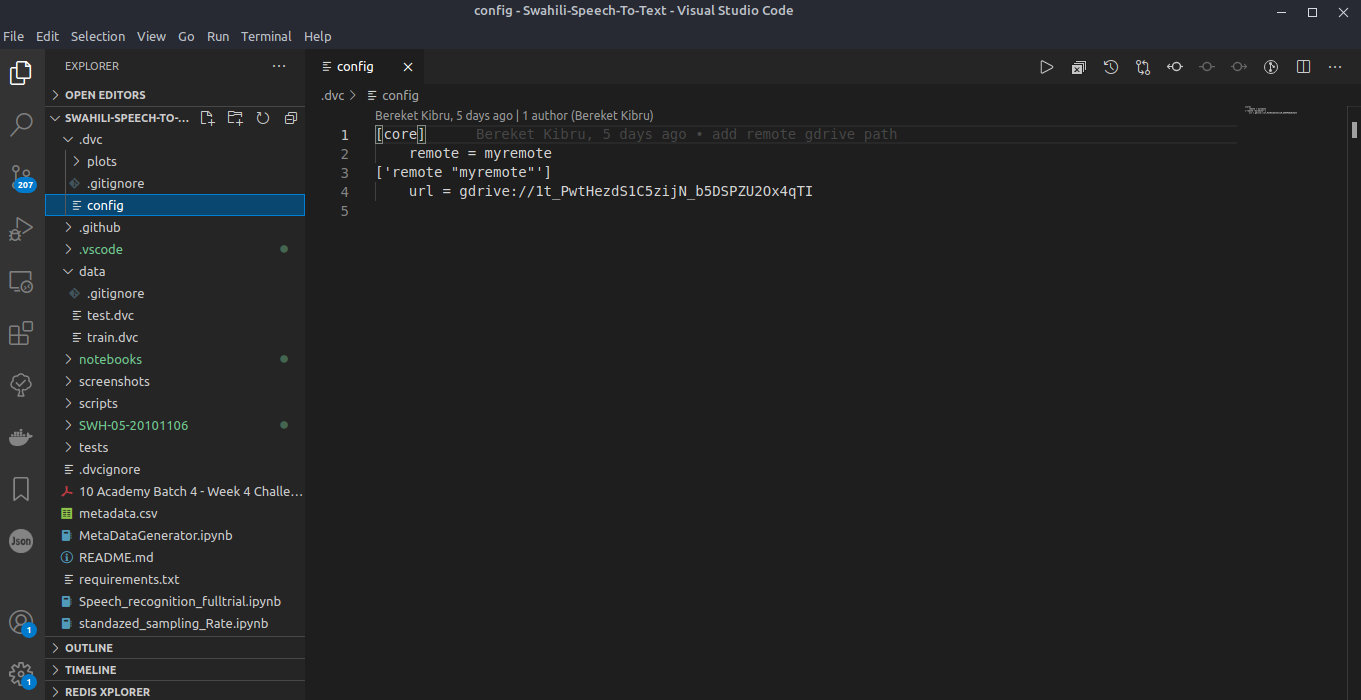 config - Swahili-Speech-To-Text - Visual Studio Code
File Edit Selection View Go Run Terminal Help
EXPLORER
OPEN EDITORS
SWAHILI-SPEECH-TO-...
.dvc
plots
.gitignore
config
.github
.vscode
data
.gitignore
test.dvc
train.dvc
notebooks
screenshots
scripts
SWH-05-20101106
tests
.dvcignore
10 Academy Batch 4 - Week 4 Challe...
metadata.csv
MetaDataGenerator.ipynb
README.md
requirements.txt
Speech_recognition_fulltrial.ipynb
standazed_sampling_Rate.ipynb
OUTLINE
TIMELINE
REDIS XPLORER
207
Json
1
1
config
.dvc > config
Bereket Kibru, 5 days ago | 1 author (Bereket Kibru)
1 [core] Bereket Kibru, 5 days ago • add remote gdrive path
2 remote = myremote
3 ['remote "myremote"']
4 url = gdrive://1t_PwtHezdS1C5zijN_b5DSPZU2Ox4qTI
5